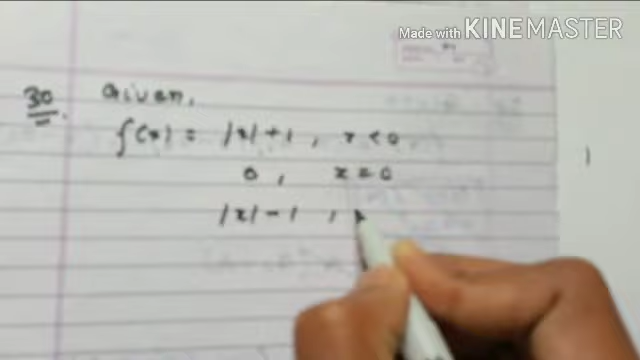 Made with KINEMASTER
30. Given,
f(x) = |x|+1, x<0
0, x=0
|x|-1,